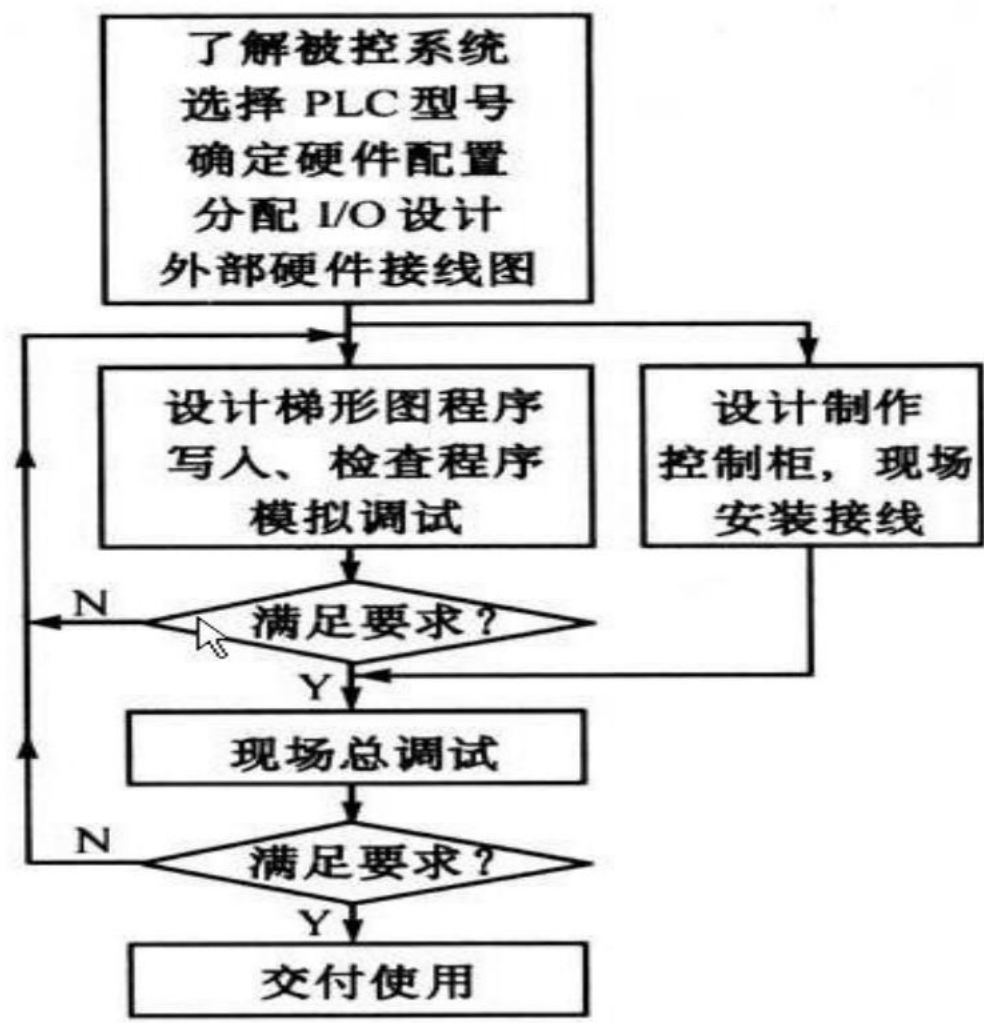 了解被控系统
选择 PLC 型号
确定硬件配置
分配 I/O 设计
外部硬件接线图
设计梯形图程序
写入、检查程序
模拟调试
设计制作
控制柜，现场
安装接线
N
满足要求？
Y
现场总调试
N
满足要求？
Y
交付使用